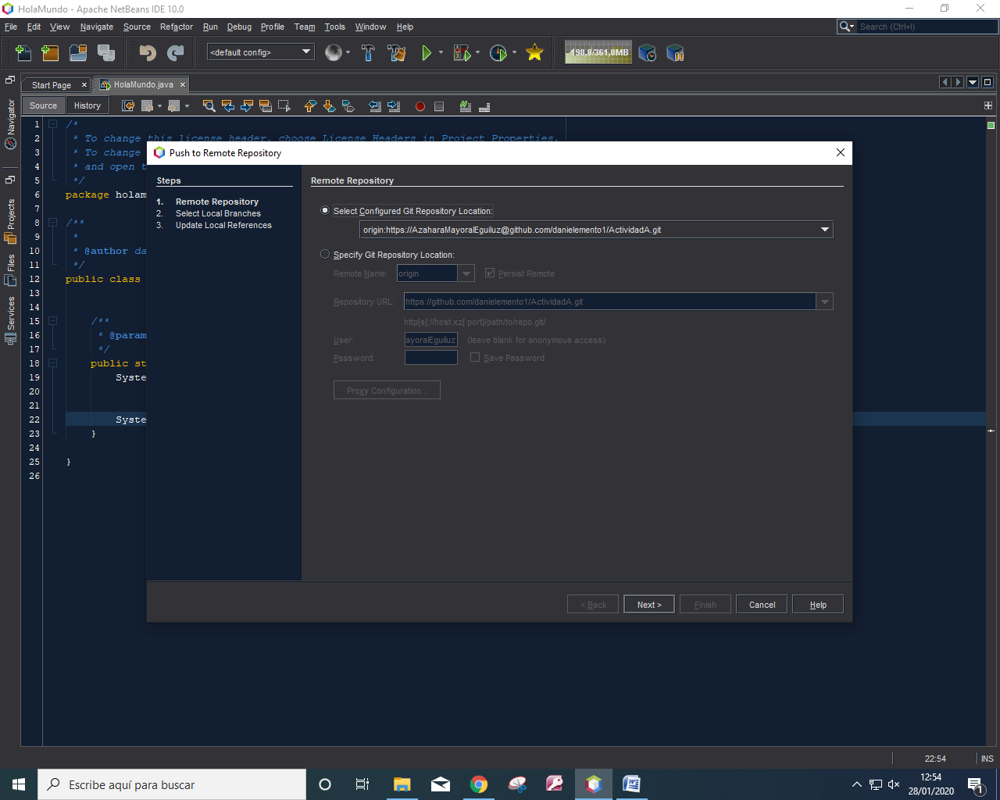 HolaMundo - Apache NetBeans IDE 10.0
File Edit View Navigate Source Refactor Run Debug Profile Team Tools Window Help
Search (Ctrl+I)
<default config>
198,8/361,0MB
Start Page
HolaMundo.java
Source History
Navigator
Projects
Files
Services
1 /*
2 * To change this license header, choose License Headers in Project Properties.
3 * To change
4 * and open t
5 */
6 package holam
7
8 /**
9 *
10 * @author da
11 */
12 public class
13
14
15 /**
16 * @param
17 */
18 public st
19 Syste
20
21
22 Syste
23 }
24
25 }
26
Push to Remote Repository
Steps
1. Remote Repository
2. Select Local Branches
3. Update Local References
Remote Repository
Select Configured Git Repository Location:
origin:https://AzaharaMayoralEguiluz@github.com/danielemento1/ActividadA.git
Specify Git Repository Location:
Remote Name: origin Persist Remote
Repository URL: https://github.com/danielemento1/ActividadA.git
http[s]://host.xz[:port]/path/to/repo.git/
User: ayoralEguiluz (leave blank for anonymous access)
Password: Save Password
Proxy Configuration...
< Back Next > Finish Cancel Help
22:54 INS
Escribe aquí para buscar
12:54
28/01/2020
1